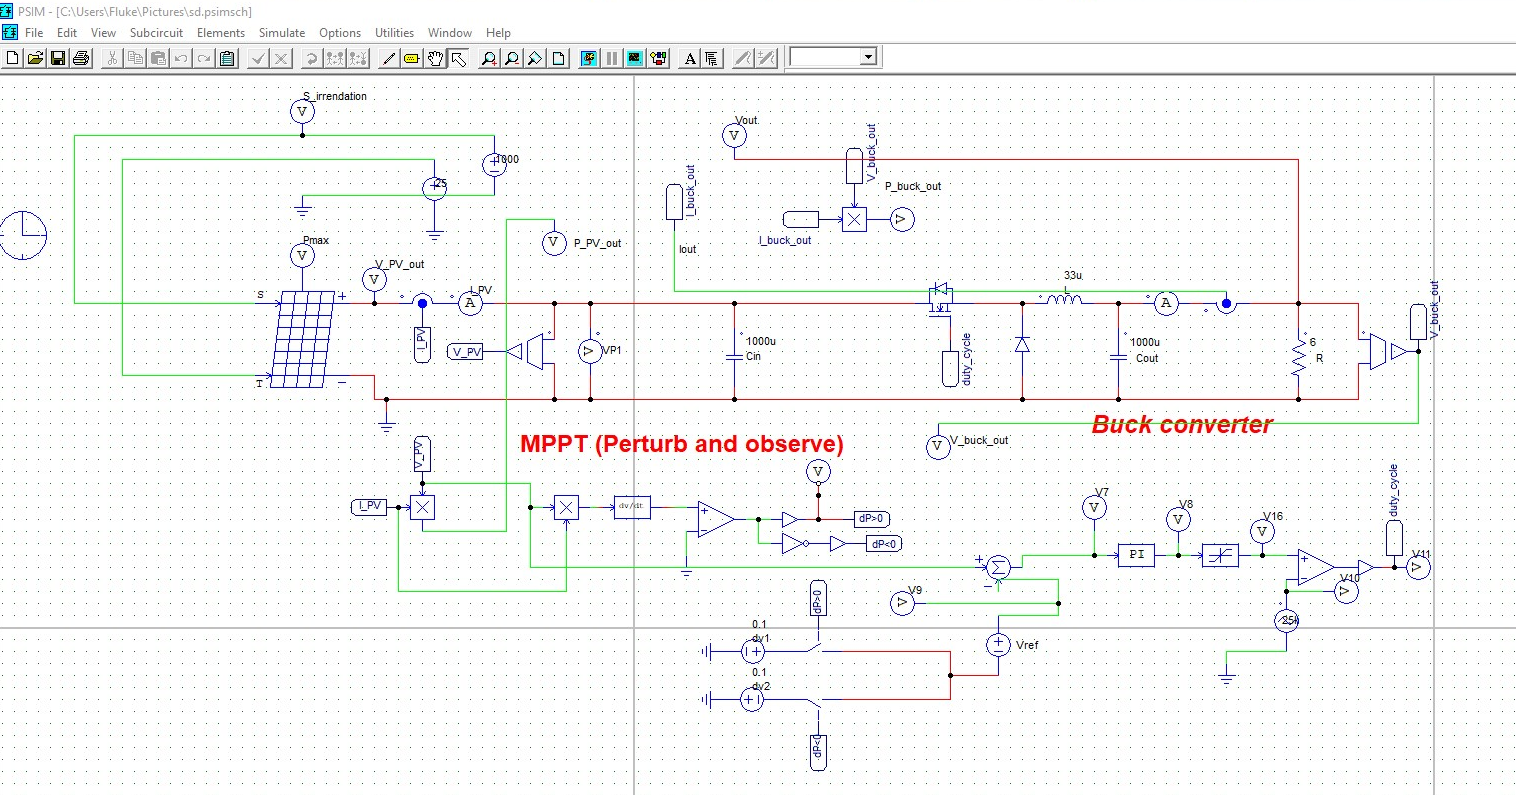 PSIM - [C:\Users\Fluke\Pictures\sd.psimsch]
File Edit View Subcircuit Elements Simulate Options Utilities Window Help
A
S_irrendation
V
1000
25
Pmax
V
V_PV_out
V
I_PV
A
S
T
I_PV
V_PV
P_PV_out
V
VP1
V
Vout
V
I_buck_out
Iout
V_buck_out
P_buck_out
V
I_buck_out
1000u
Cin
duty_cycle
33u
L
1000u
Cout
A
6
R
V_buck_out
Buck converter
V_buck_out
V
MPPT (Perturb and observe)
V_PV
I_PV
dv/dt
V
dP>0
dP<0
V7
V
PI
V8
V
V16
V
duty_cycle
V11
V
V10
V
25k
Σ
V9
V
Vref
dP>0
0.1
dv1
0.1
dv2
dP<0